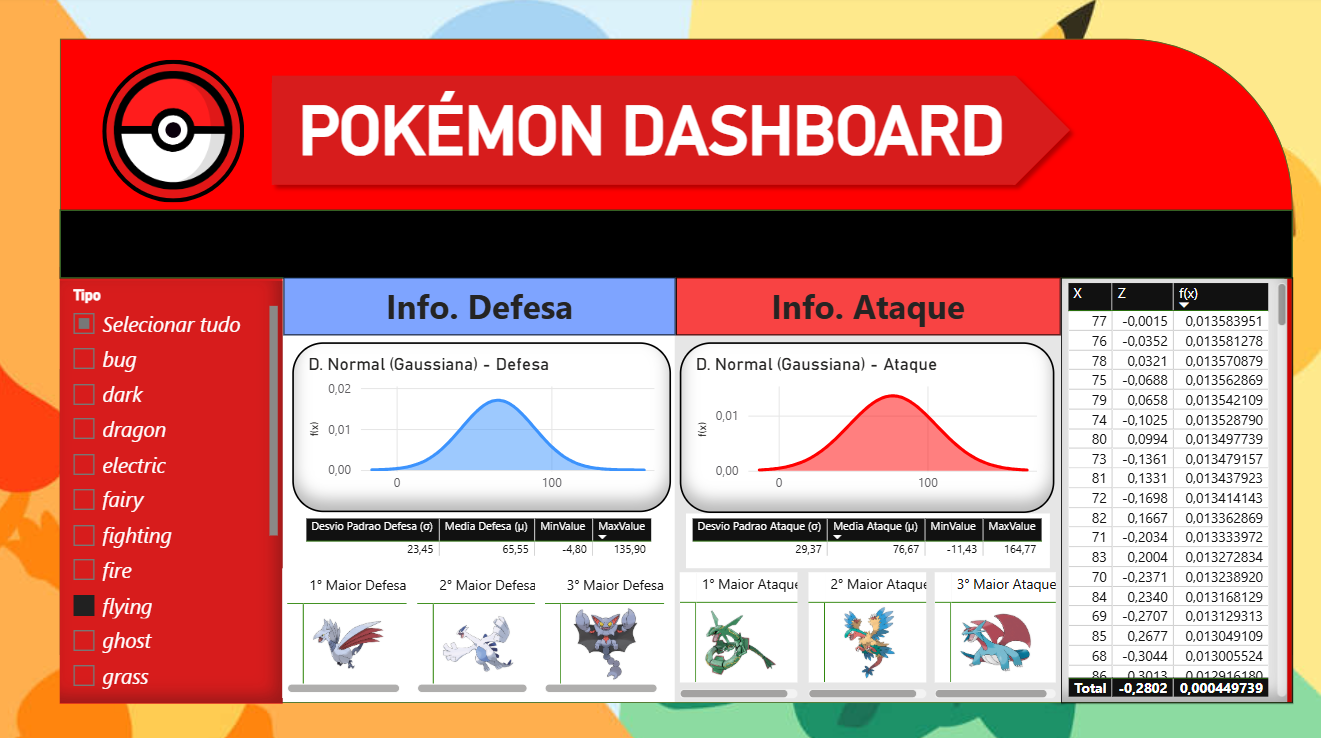 POKÉMON DASHBOARD
Tipo
Selecionar tudo
bug
dark
dragon
electric
fairy
fighting
fire
flying
ghost
grass
Info. Defesa
D. Normal (Gaussiana) - Defesa
0,02
0,01
0,00
f(x)
0 100
Desvio Padrao Defesa (σ) Media Defesa (μ) MinValue MaxValue
23,45 65,55 -4,80 135,90
1° Maior Defesa 2° Maior Defesa 3° Maior Defesa
Info. Ataque
D. Normal (Gaussiana) - Ataque
0,01
0,00
f(x)
0 100
Desvio Padrao Ataque (σ) Media Ataque (μ) MinValue MaxValue
29,37 76,67 -11,43 164,77
1° Maior Ataque 2° Maior Ataque 3° Maior Ataque
X Z f(x)
77 -0,0015 0,013583951
76 -0,0352 0,013581278
78 0,0321 0,013570879
75 -0,0688 0,013562869
79 0,0658 0,013542109
74 -0,1025 0,013528790
80 0,0994 0,013497739
73 -0,1361 0,013479157
81 0,1331 0,013437923
72 -0,1698 0,013414143
82 0,1667 0,013362869
71 -0,2034 0,013333972
83 0,2004 0,013272834
70 -0,2371 0,013238920
84 0,2340 0,013168129
69 -0,2707 0,013129313
85 0,2677 0,013049109
68 -0,3044 0,013005524
86 0,3013 0,012916180
Total -0,2802 0,000449739